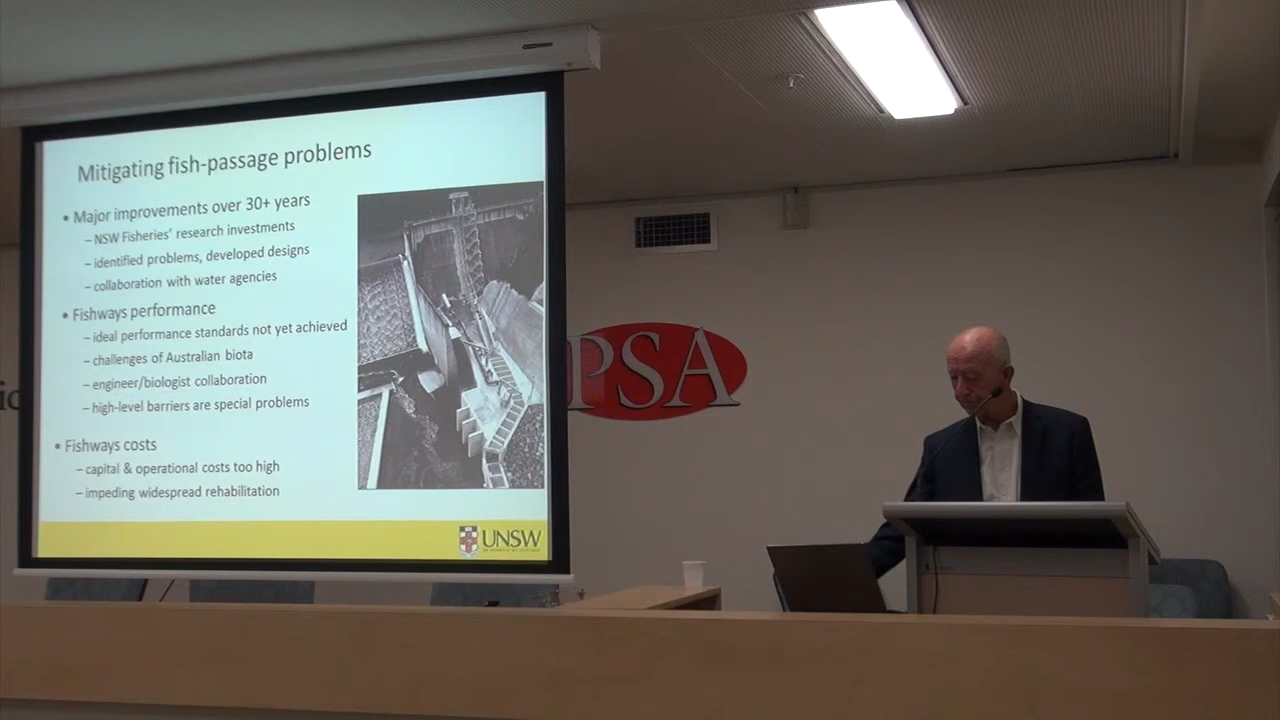 Mitigating fish-passage problems
• Major improvements over 30+ years
– NSW Fisheries' research investments
– identified problems, developed designs
– collaboration with water agencies
• Fishways performance
– ideal performance standards not yet achieved
– challenges of Australian biota
– engineer/biologist collaboration
– high-level barriers are special problems
• Fishways costs
– capital & operational costs too high
– impeding widespread rehabilitation
UNSW
PSA